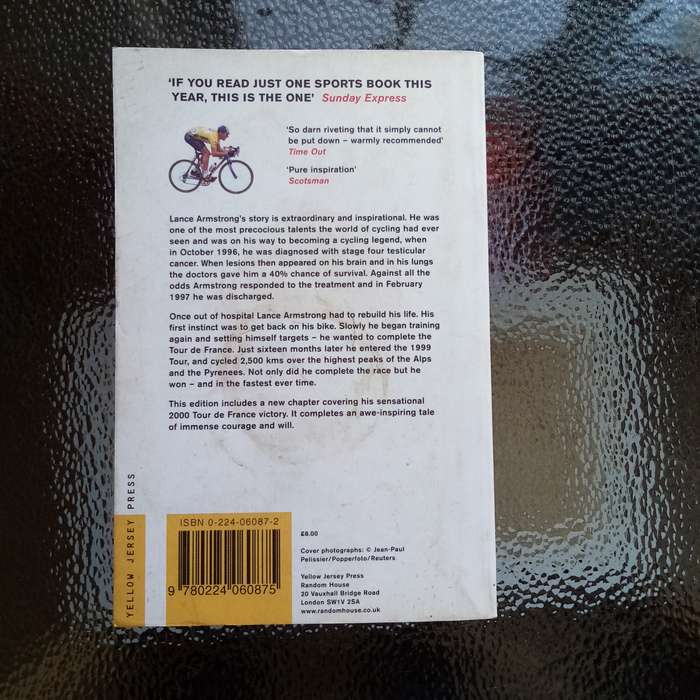 'IF YOU READ JUST ONE SPORTS BOOK THIS
YEAR, THIS IS THE ONE' Sunday Express
'So darn riveting that it simply cannot
be put down – warmly recommended'
Time Out
'Pure inspiration'
Scotsman
Lance Armstrong's story is extraordinary and inspirational. He was
one of the most precocious talents the world of cycling had ever
seen and was on his way to becoming a cycling legend, when
in October 1996, he was diagnosed with stage four testicular
cancer. When lesions then appeared on his brain and in his lungs
the doctors gave him a 40% chance of survival. Against all the
odds Armstrong responded to the treatment and in February
1997 he was discharged.
Once out of hospital Lance Armstrong had to rebuild his life. His
first instinct was to get back on his bike. Slowly he began training
again and setting himself targets – he wanted to complete the
Tour de France. Just sixteen months later he entered the 1999
Tour, and cycled 2,500 kms over the highest peaks of the Alps
and the Pyrenees. Not only did he complete the race but he
won – and in the fastest ever time.
This edition includes a new chapter covering his sensational
2000 Tour de France victory. It completes an awe-inspiring tale
of immense courage and will.
YELLOW JERSEY PRESS
ISBN 0-224-06087-2
9 780224 060875
£8.00
Cover photographs: © Jean-Paul
Pelissier/Popperfoto/Reuters
Yellow Jersey Press
Random House
20 Vauxhall Bridge Road
London SW1V 2SA
www.randomhouse.co.uk